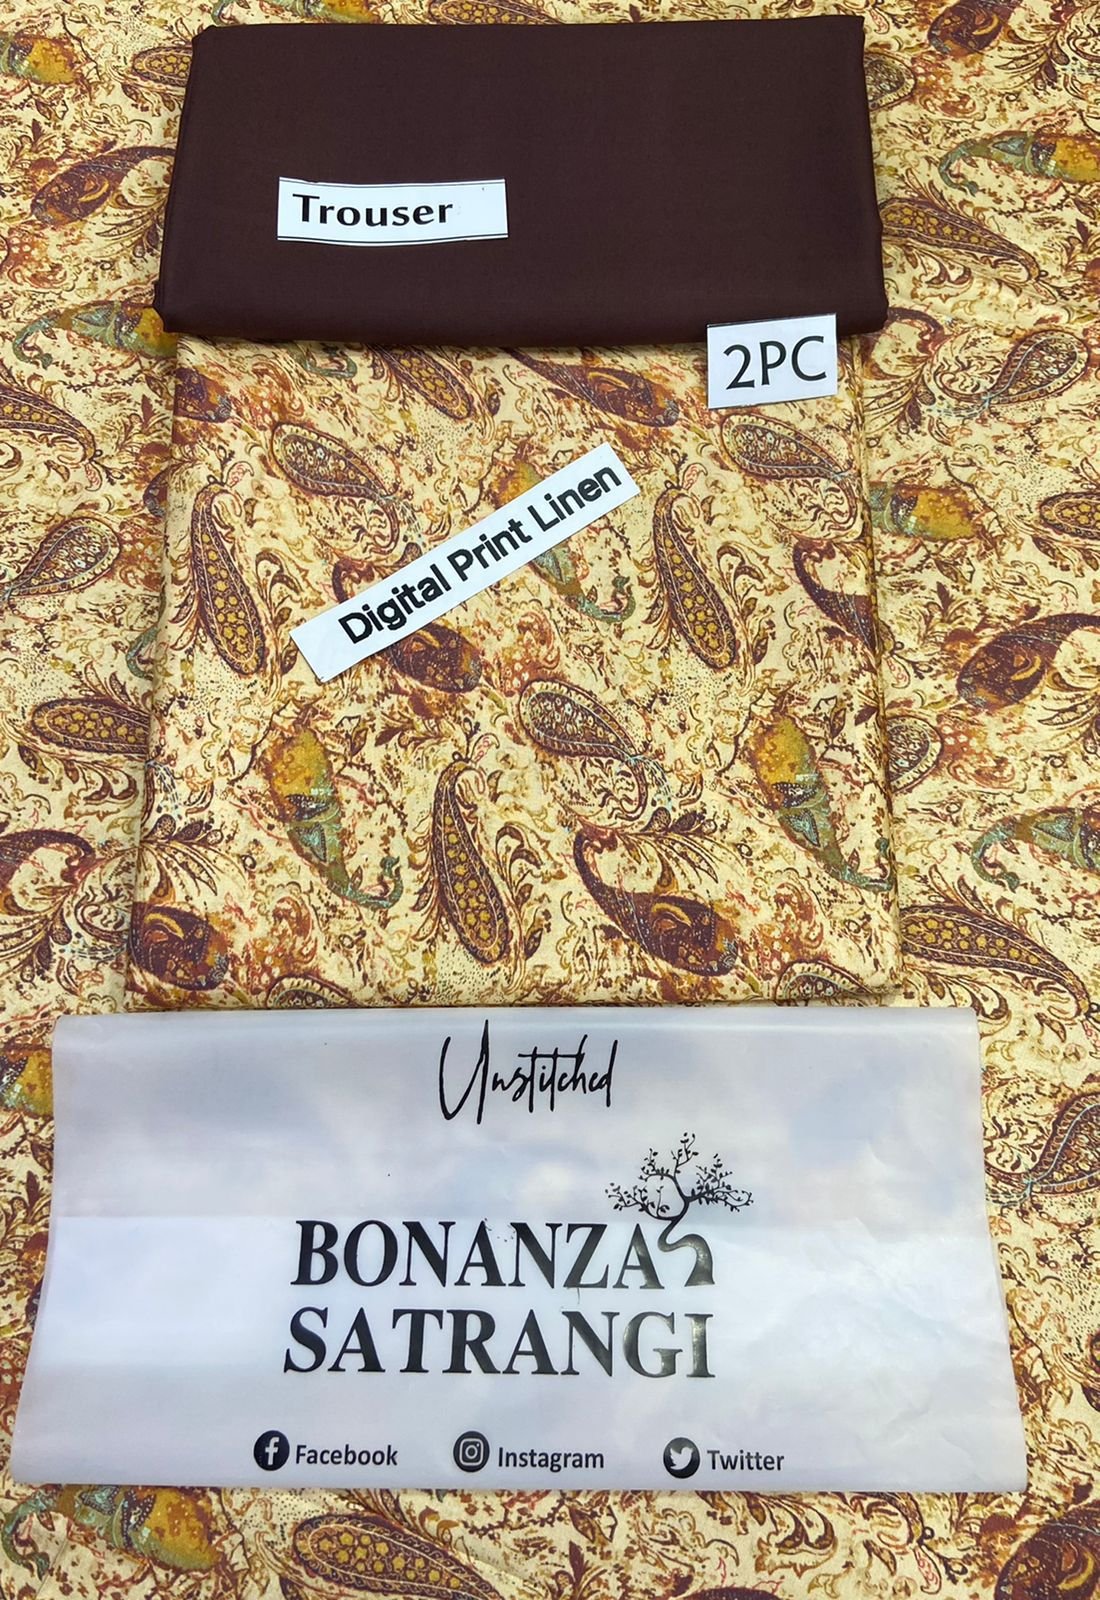 Trouser
2PC
Digital Print Linen
Unstitched
BONANZA
SATRANGI
Facebook Instagram Twitter